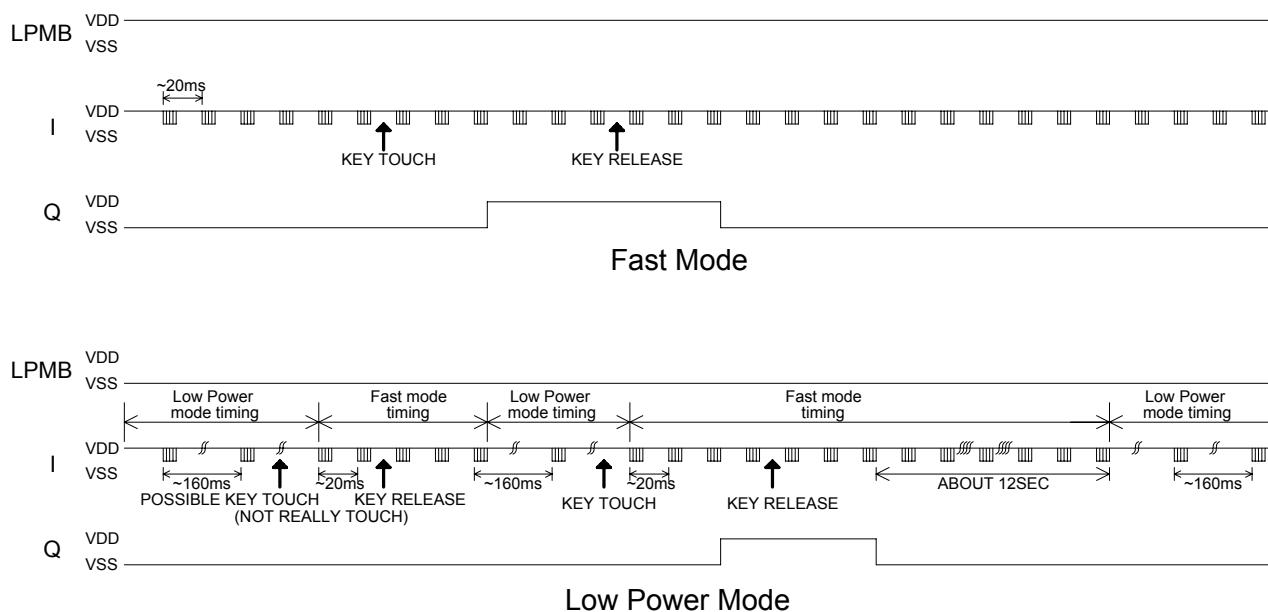 LPMB
VDD
VSS
~20ms
I
VDD
VSS
KEY TOUCH
KEY RELEASE
Q
VDD
VSS
Fast Mode
LPMB
VDD
VSS
Low Power
mode timing
Fast mode
timing
Low Power
mode timing
Fast mode
timing
Low Power
mode timing
I
VDD
VSS
~160ms
~20ms
~160ms
~20ms
ABOUT 12SEC
~160ms
POSSIBLE KEY TOUCH
(NOT REALLY TOUCH)
KEY RELEASE
KEY TOUCH
KEY RELEASE
Q
VDD
VSS
Low Power Mode